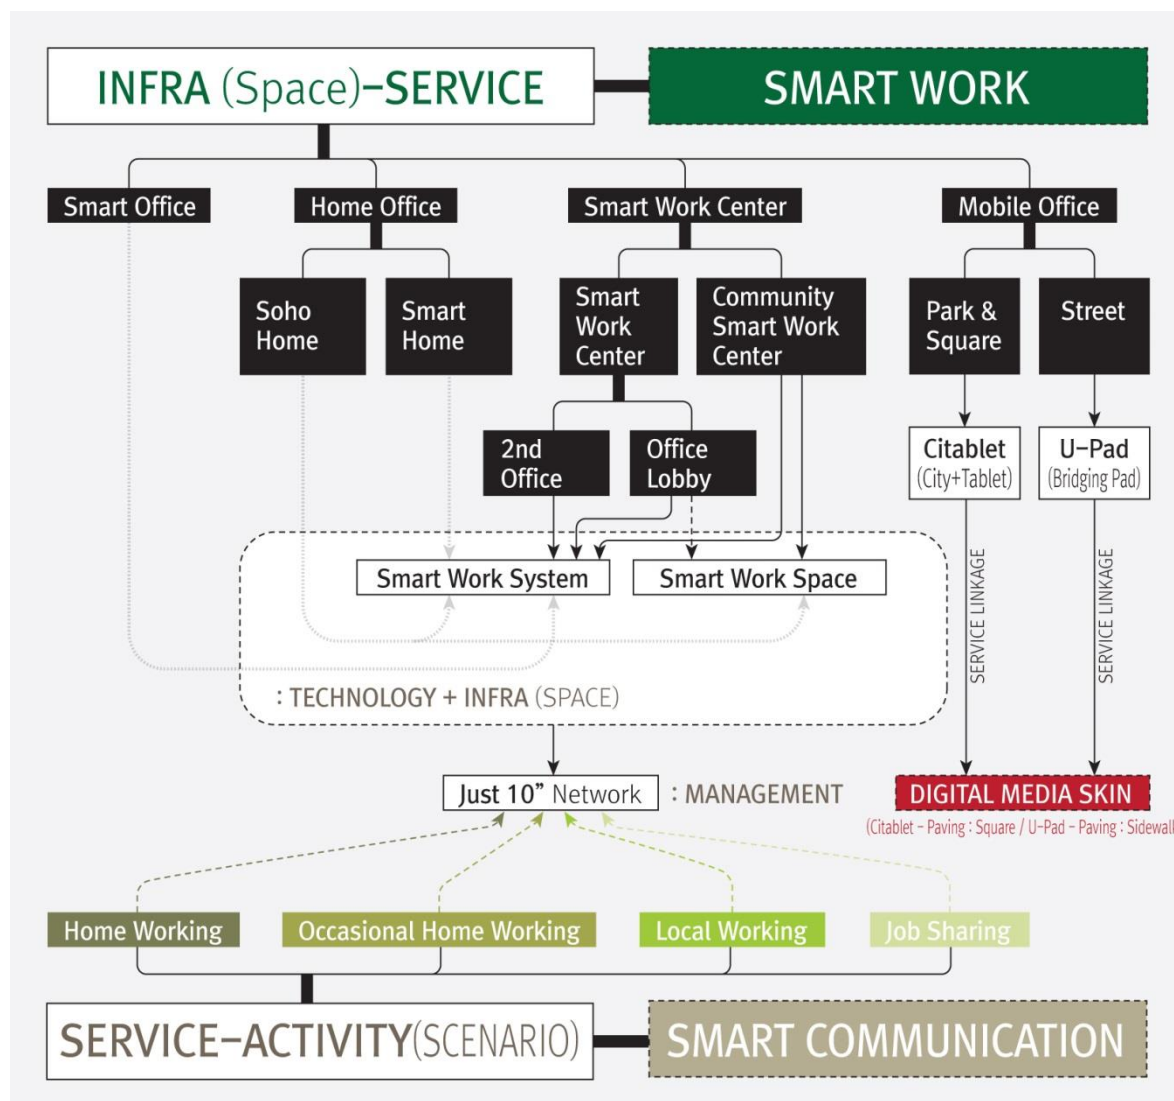 INFRA (Space)-SERVICE
SMART WORK
Smart Office
Home Office
Smart Work Center
Mobile Office
Soho
Home
Smart
Home
Smart
Work
Center
Community
Smart Work
Center
Park &
Square
Street
2nd
Office
Office
Lobby
Citablet
(City+Tablet)
U-Pad
(Bridging Pad)
Smart Work System
Smart Work Space
SERVICE LINKAGE
SERVICE LINKAGE
: TECHNOLOGY + INFRA (SPACE)
Just 10” Network
: MANAGEMENT
DIGITAL MEDIA SKIN
(Citablet - Paving : Square / U-Pad - Paving : Sidewal
Home Working
Occasional Home Working
Local Working
Job Sharing
SERVICE-ACTIVITY(SCENARIO)
SMART COMMUNICATION